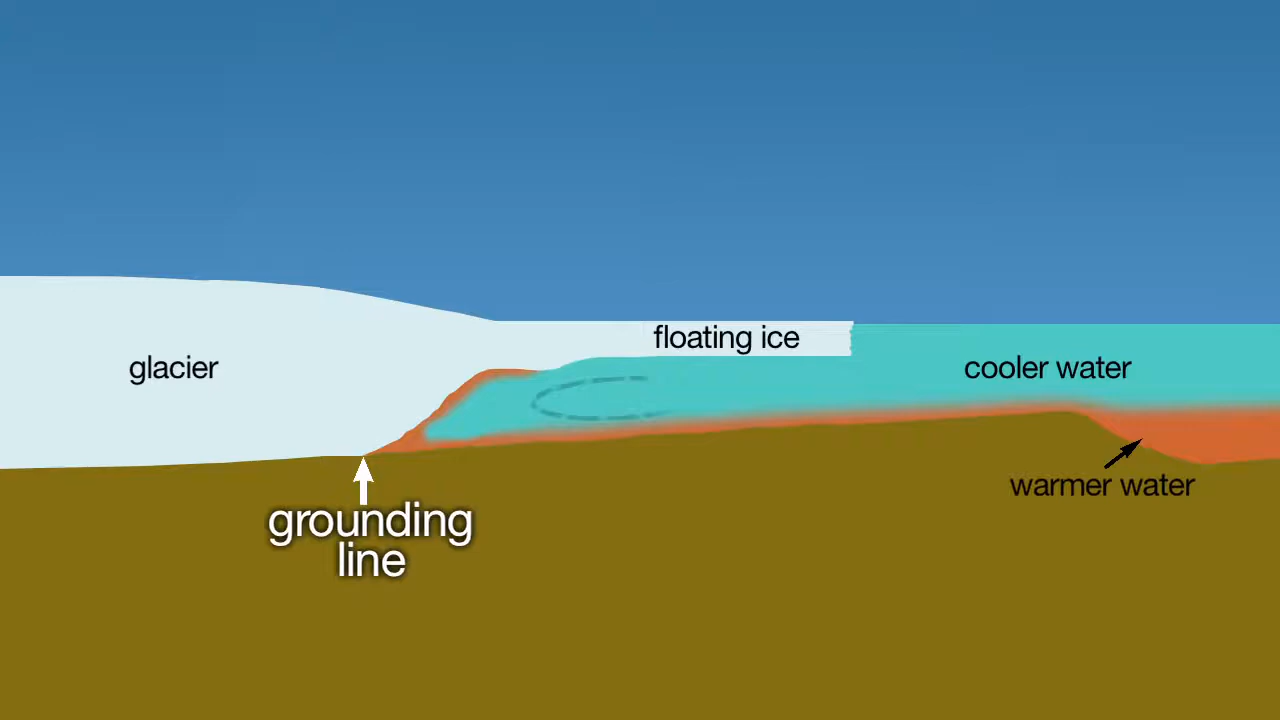 floating ice
glacier
cooler water
warmer water
grounding
line